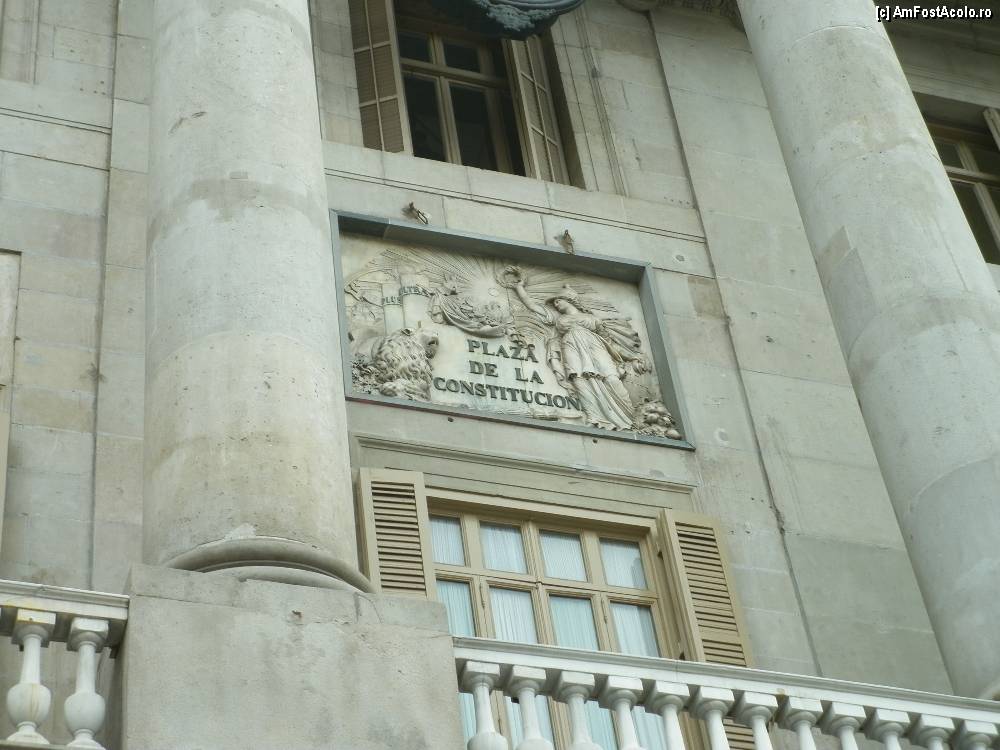 [c] AmFostAcolo.ro
PLUS ULTRA
PLAZA
DE LA
CONSTITUCION